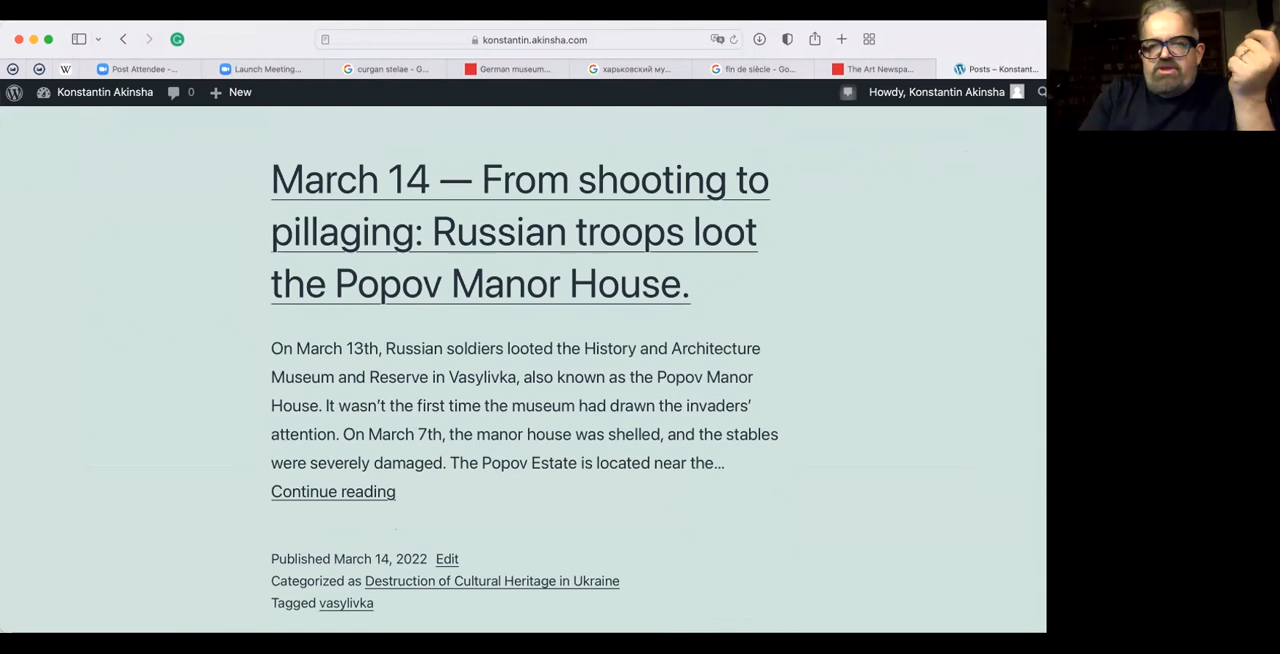 konstantin.akinsha.com
W
Post Attendee -...
Launch Meeting...
curgan stelae - G...
German museum...
харьковский му...
fin de siècle - Go...
The Art Newspa...
Posts – Konstant...
Konstantin Akinsha
0
New
Howdy, Konstantin Akinsha
March 14 — From shooting to
pillaging: Russian troops loot
the Popov Manor House.
On March 13th, Russian soldiers looted the History and Architecture
Museum and Reserve in Vasylivka, also known as the Popov Manor
House. It wasn’t the first time the museum had drawn the invaders’
attention. On March 7th, the manor house was shelled, and the stables
were severely damaged. The Popov Estate is located near the…
Continue reading
Published March 14, 2022 Edit
Categorized as Destruction of Cultural Heritage in Ukraine
Tagged vasylivka